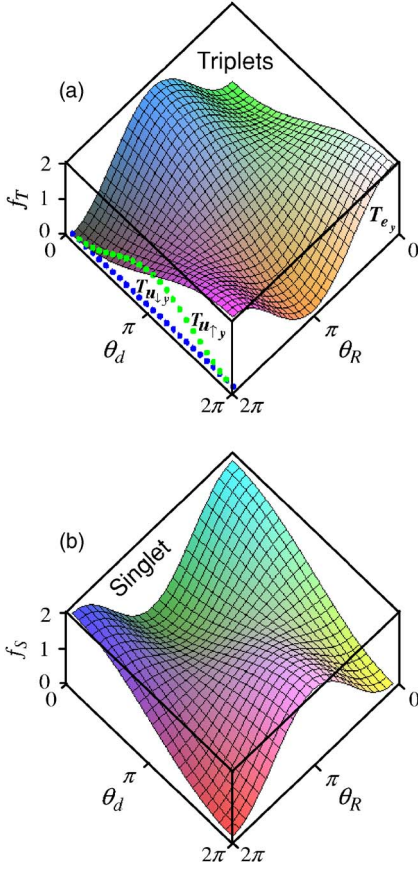 Triplets
(a)
2
1
0
f_T
T_{e_y}
0
T_{u↓y}
T_{u↑y}
π
π
θ_d
θ_R
2π 2π
(b)
Singlet
2
1
0
f_S
0
0
π
π
θ_d
θ_R
2π 2π